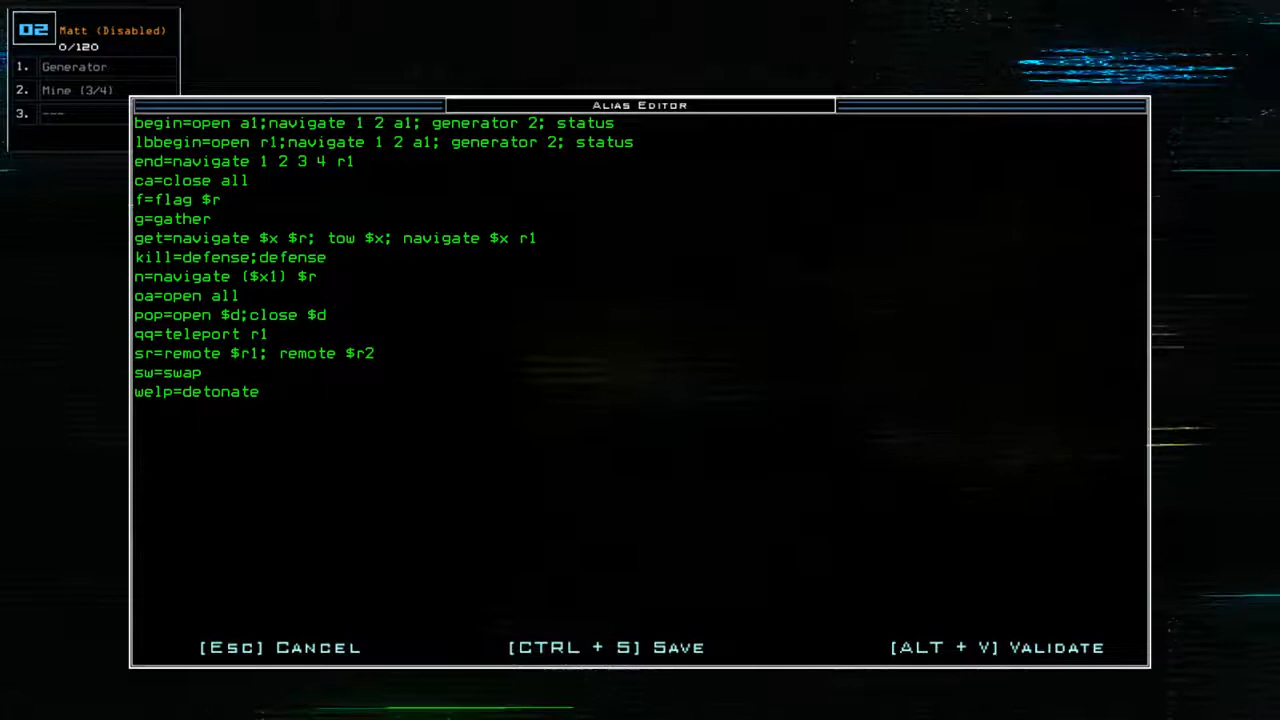 02 Matt (Disabled)
0/120
1. Generator
2. Mine (3/4)
3. ---
Alias Editor
begin=open a1;navigate 1 2 a1; generator 2; status
lbbegin=open r1;navigate 1 2 a1; generator 2; status
end=navigate 1 2 3 4 r1
ca=close all
f=flag $r
g=gather
get=navigate $x $r; tow $x; navigate $x r1
kill=defense;defense
n=navigate ($x1) $r
oa=open all
pop=open $d;close $d
qq=teleport r1
sr=remote $r1; remote $r2
sw=swap
welp=detonate
[Esc] Cancel [CTRL + S] Save [ALT + V] Validate